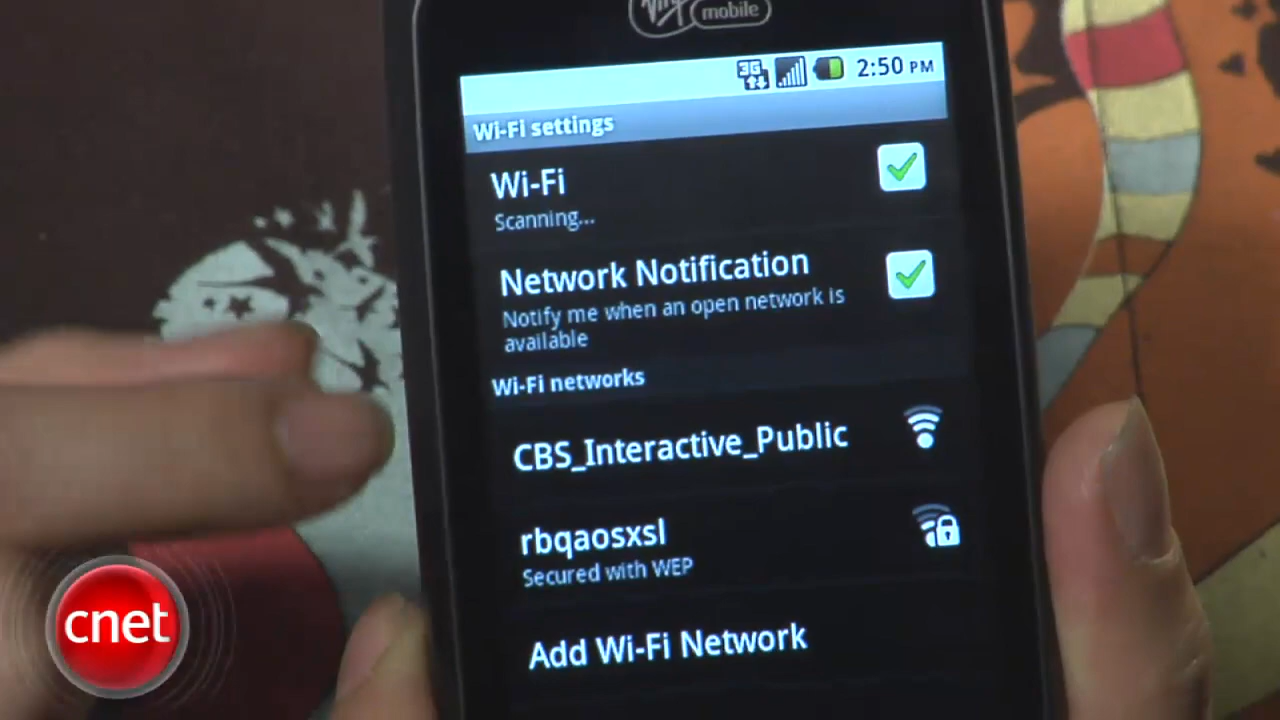 Virgin mobile
3G 2:50 PM
Wi-Fi settings
Wi-Fi
Scanning...
Network Notification
Notify me when an open network is
available
Wi-Fi networks
CBS_Interactive_Public
rbqaosxsl
Secured with WEP
Add Wi-Fi Network
cnet